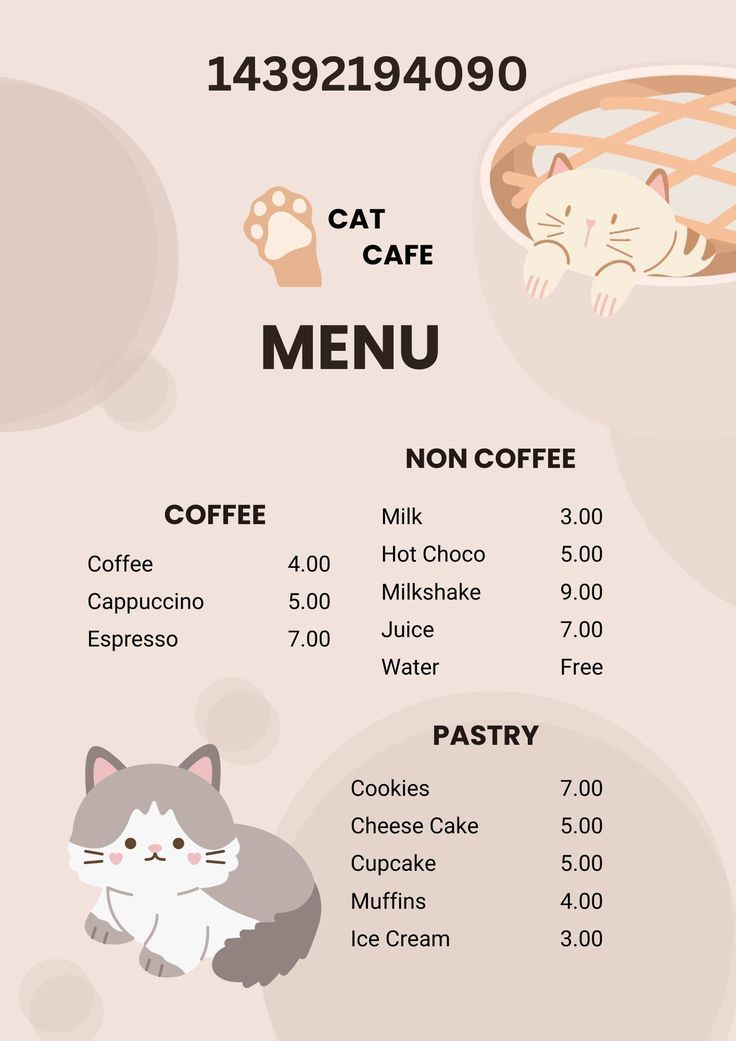 14392194090
CAT
CAFE
MENU
COFFEE
Coffee 4.00
Cappuccino 5.00
Espresso 7.00
NON COFFEE
Milk 3.00
Hot Choco 5.00
Milkshake 9.00
Juice 7.00
Water Free
PASTRY
Cookies 7.00
Cheese Cake 5.00
Cupcake 5.00
Muffins 4.00
Ice Cream 3.00